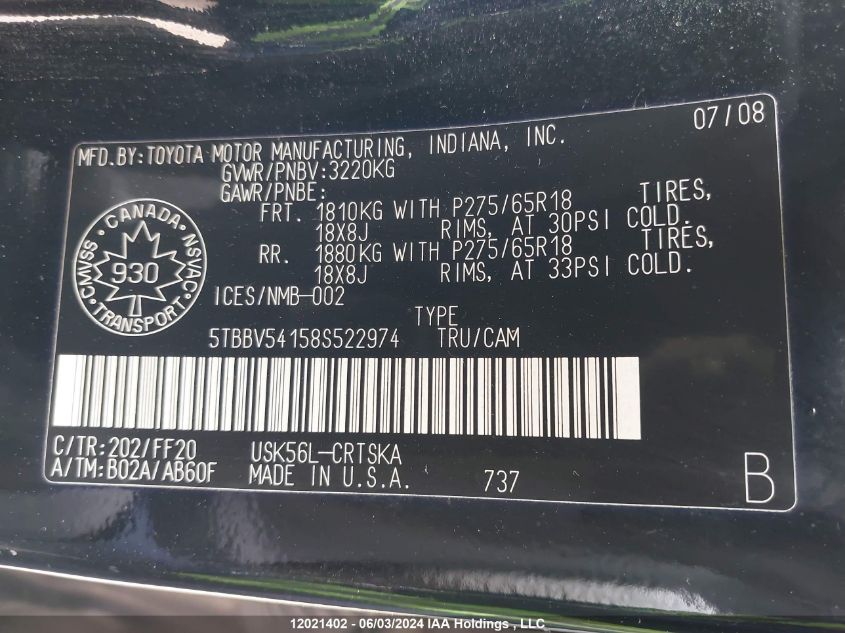 07/08
MFD.BY:TOYOTA MOTOR MANUFACTURING, INDIANA, INC.
GVWR/PNBV:3220KG
GAWR/PNBE:
FRT. 1810KG WITH P275/65R18 TIRES,
18X8J RIMS, AT 30PSI COLD.
RR. 1880KG WITH P275/65R18 TIRES,
18X8J RIMS, AT 33PSI COLD.
CANADA
CMVSS
NSVAC
930
TRANSPORT
ICES/NMB-002
TYPE
5TBBV54158S522974 TRU/CAM
C/TR:202/FF20 USK56L-CRTSKA
A/TM:B02A/AB60F MADE IN U.S.A. 737 B
12021402 - 06/03/2024 IAA Holdings , LLC